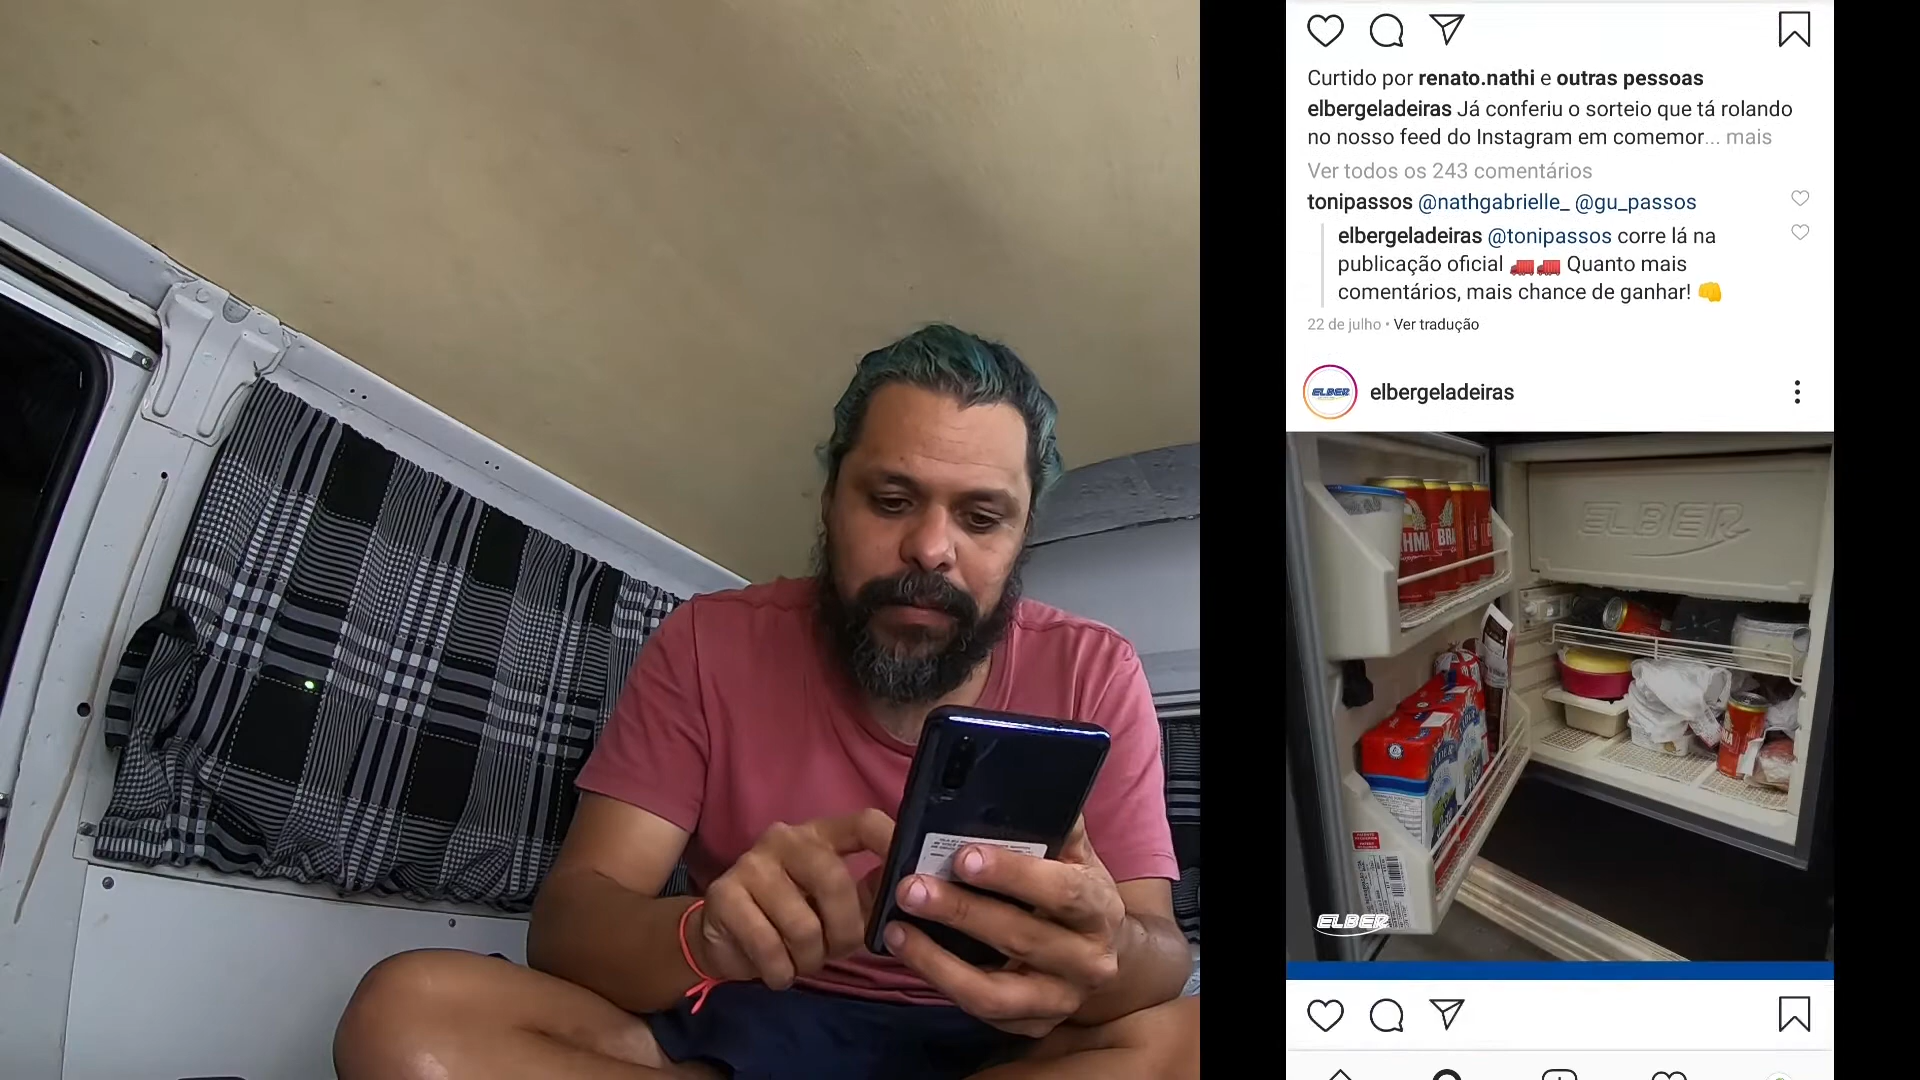 Curtido por renato.nathi e outras pessoas
elbergeladeiras Já conferiu o sorteio que tá rolando
no nosso feed do Instagram em comemor... mais
Ver todos os 243 comentários
tonipassos @nathgabrielle_ @gu_passos
elbergeladeiras @tonipassos corre lá na
publicação oficial 🚛🚛 Quanto mais
comentários, mais chance de ganhar! 👊
22 de julho • Ver tradução
ELBER
elbergeladeiras
ELBER
BRA
ELBER